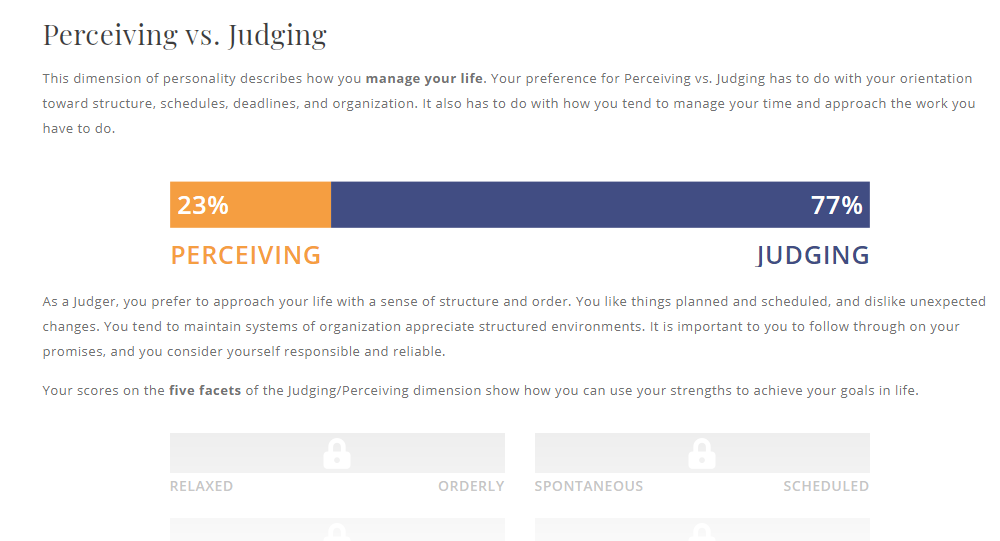 Perceiving vs. Judging
This dimension of personality describes how you manage your life. Your preference for Perceiving vs. Judging has to do with your orientation
toward structure, schedules, deadlines, and organization. It also has to do with how you tend to manage your time and approach the work you
have to do.
23% 77%
PERCEIVING JUDGING
As a Judger, you prefer to approach your life with a sense of structure and order. You like things planned and scheduled, and dislike unexpected
changes. You tend to maintain systems of organization appreciate structured environments. It is important to you to follow through on your
promises, and you consider yourself responsible and reliable.
Your scores on the five facets of the Judging/Perceiving dimension show how you can use your strengths to achieve your goals in life.
RELAXED ORDERLY SPONTANEOUS SCHEDULED